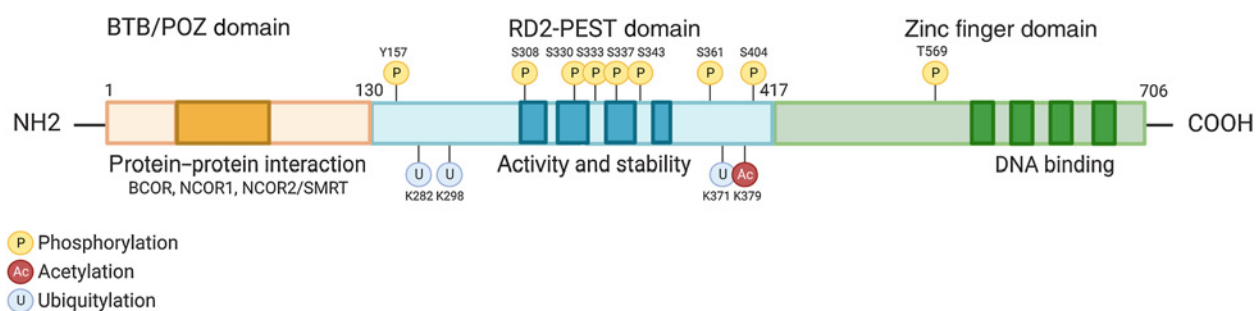 BTB/POZ domain
RD2-PEST domain
Zinc finger domain
Y157
S308
S330
S333
S337
S343
S361
S404
T569
P
P
P
P
P
P
P
P
P
1
130
417
706
NH2
COOH
Protein–protein interaction
BCOR, NCOR1, NCOR2/SMRT
Activity and stability
DNA binding
U
U
U
Ac
K282
K298
K371
K379
P Phosphorylation
Ac Acetylation
U Ubiquitylation